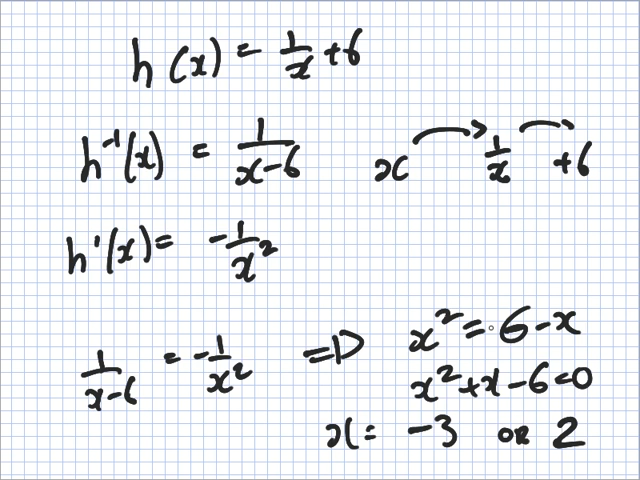 h(x) = 1/x + 6
h⁻¹(x) = 1/(x-6) x → 1/x → +6
h'(x) = -1/x²
1/(x-6) = -1/x² ⇒ x² = 6-x
x² + x - 6 = 0
x = -3 or 2